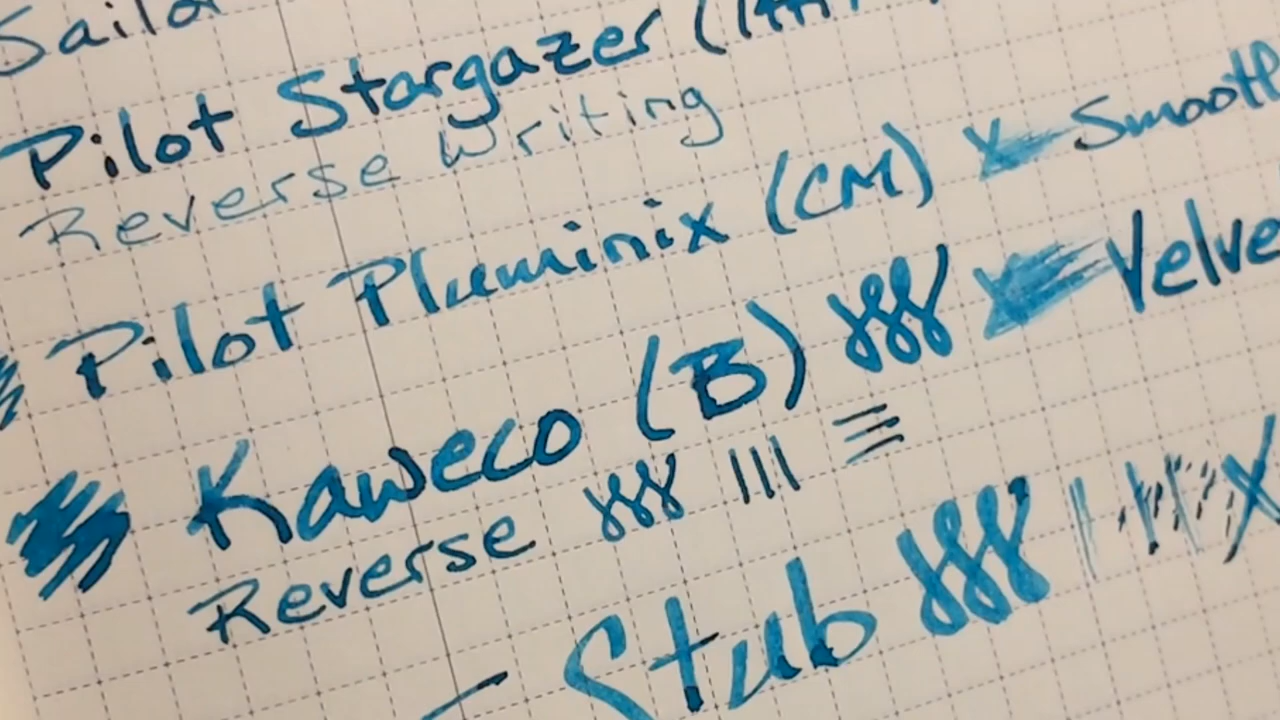 Pilot Stargazer
Reverse Writing
Pilot Pluminix (CM) X Smooth
Kaweco (B) X Velve
Reverse
Stub X